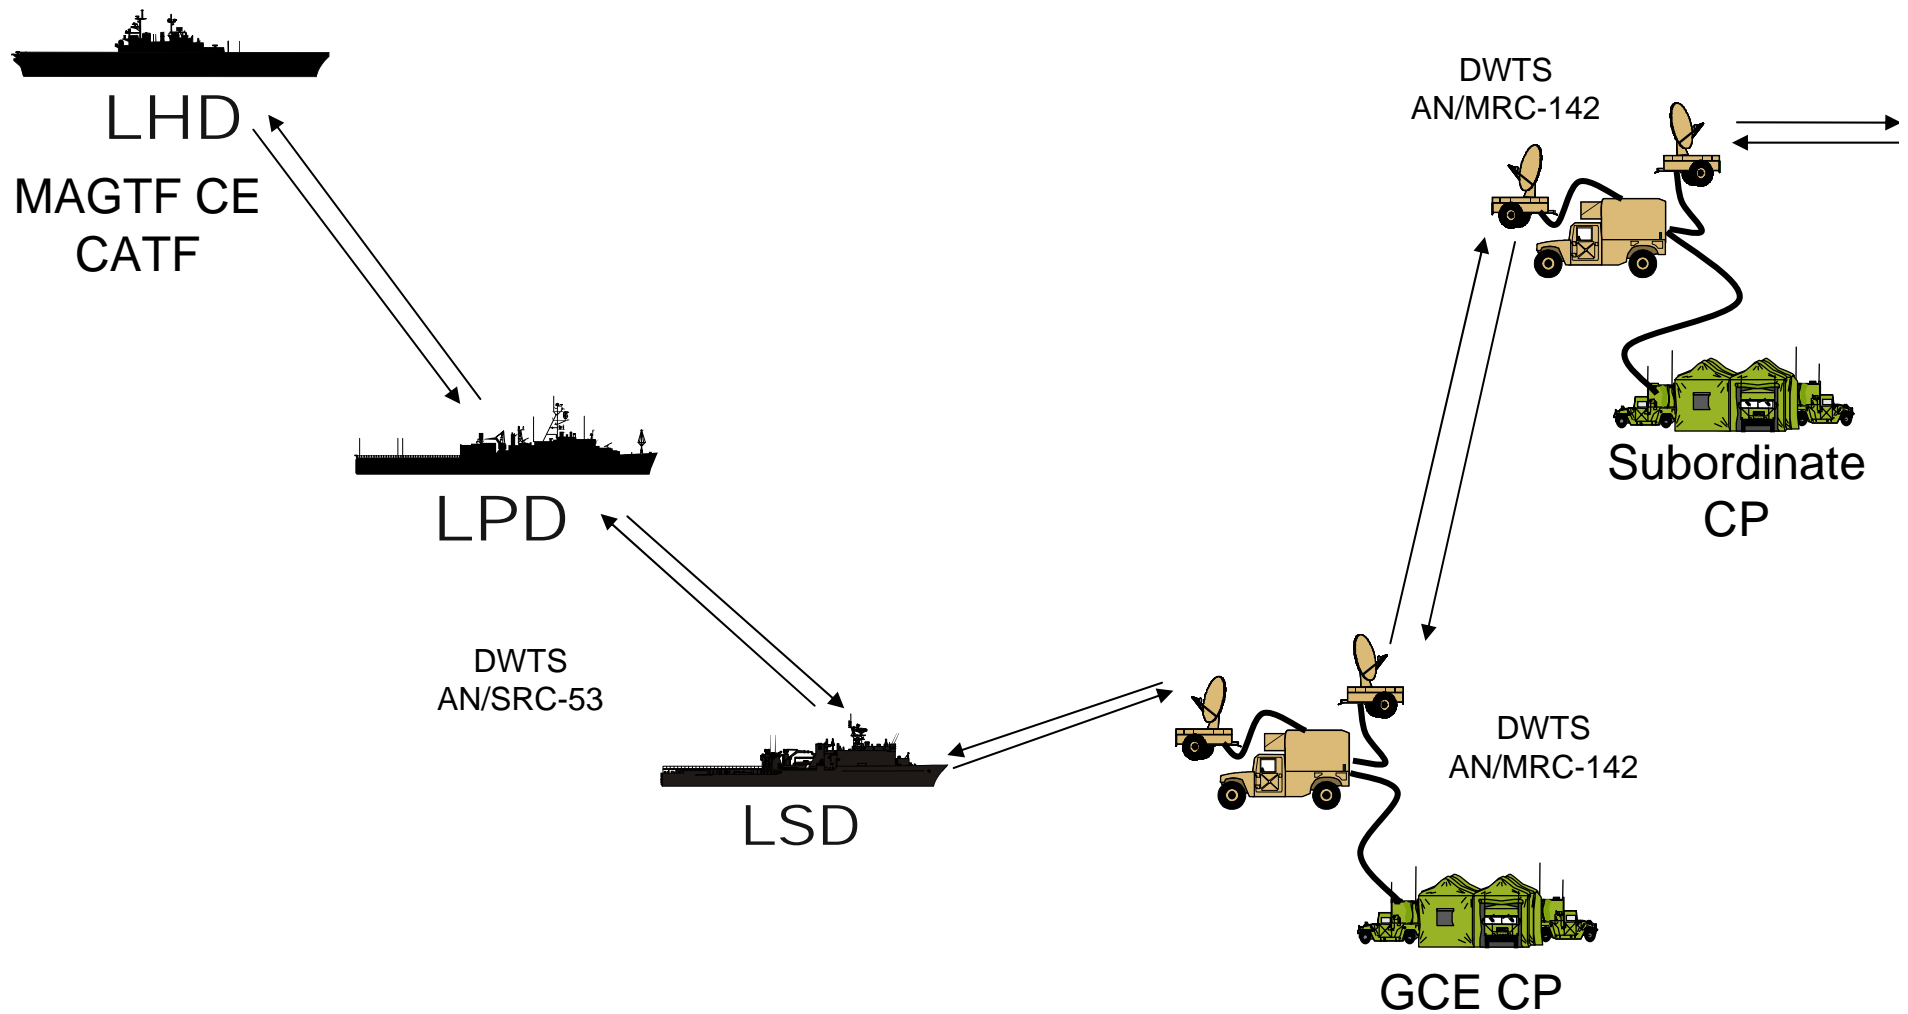 LHD
MAGTF CE
CATF
DWTS
AN/MRC-142
LPD
Subordinate
CP
DWTS
AN/SRC-53
LSD
DWTS
AN/MRC-142
GCE CP